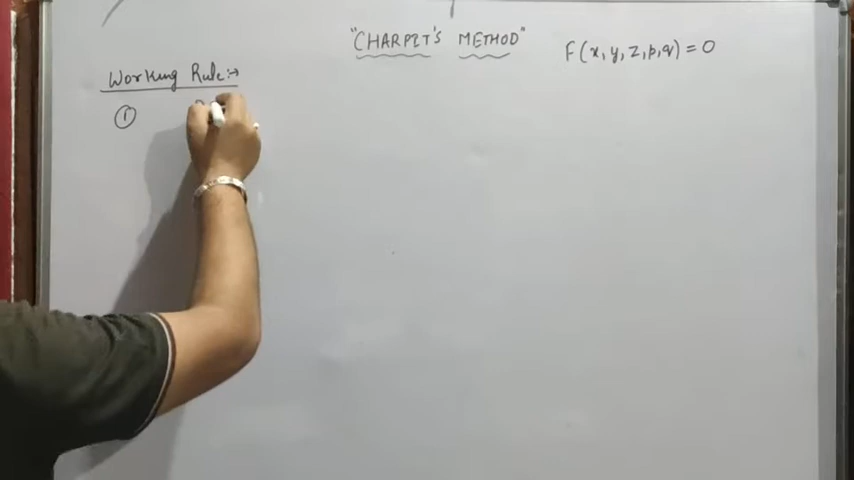 "CHARPIT'S METHOD" F(x, y, z, p, q) = 0
Working Rule:→
①